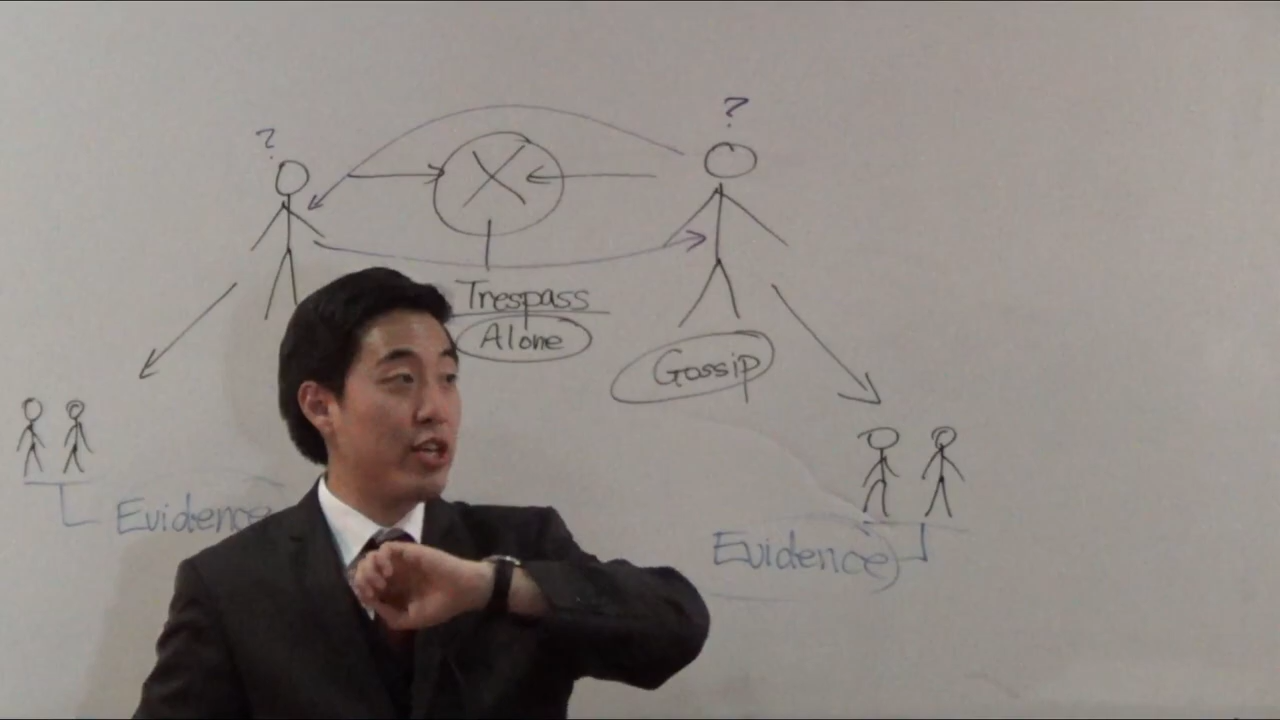 ?
?
Trespass
Alone
Gossip
Evidence
Evidence